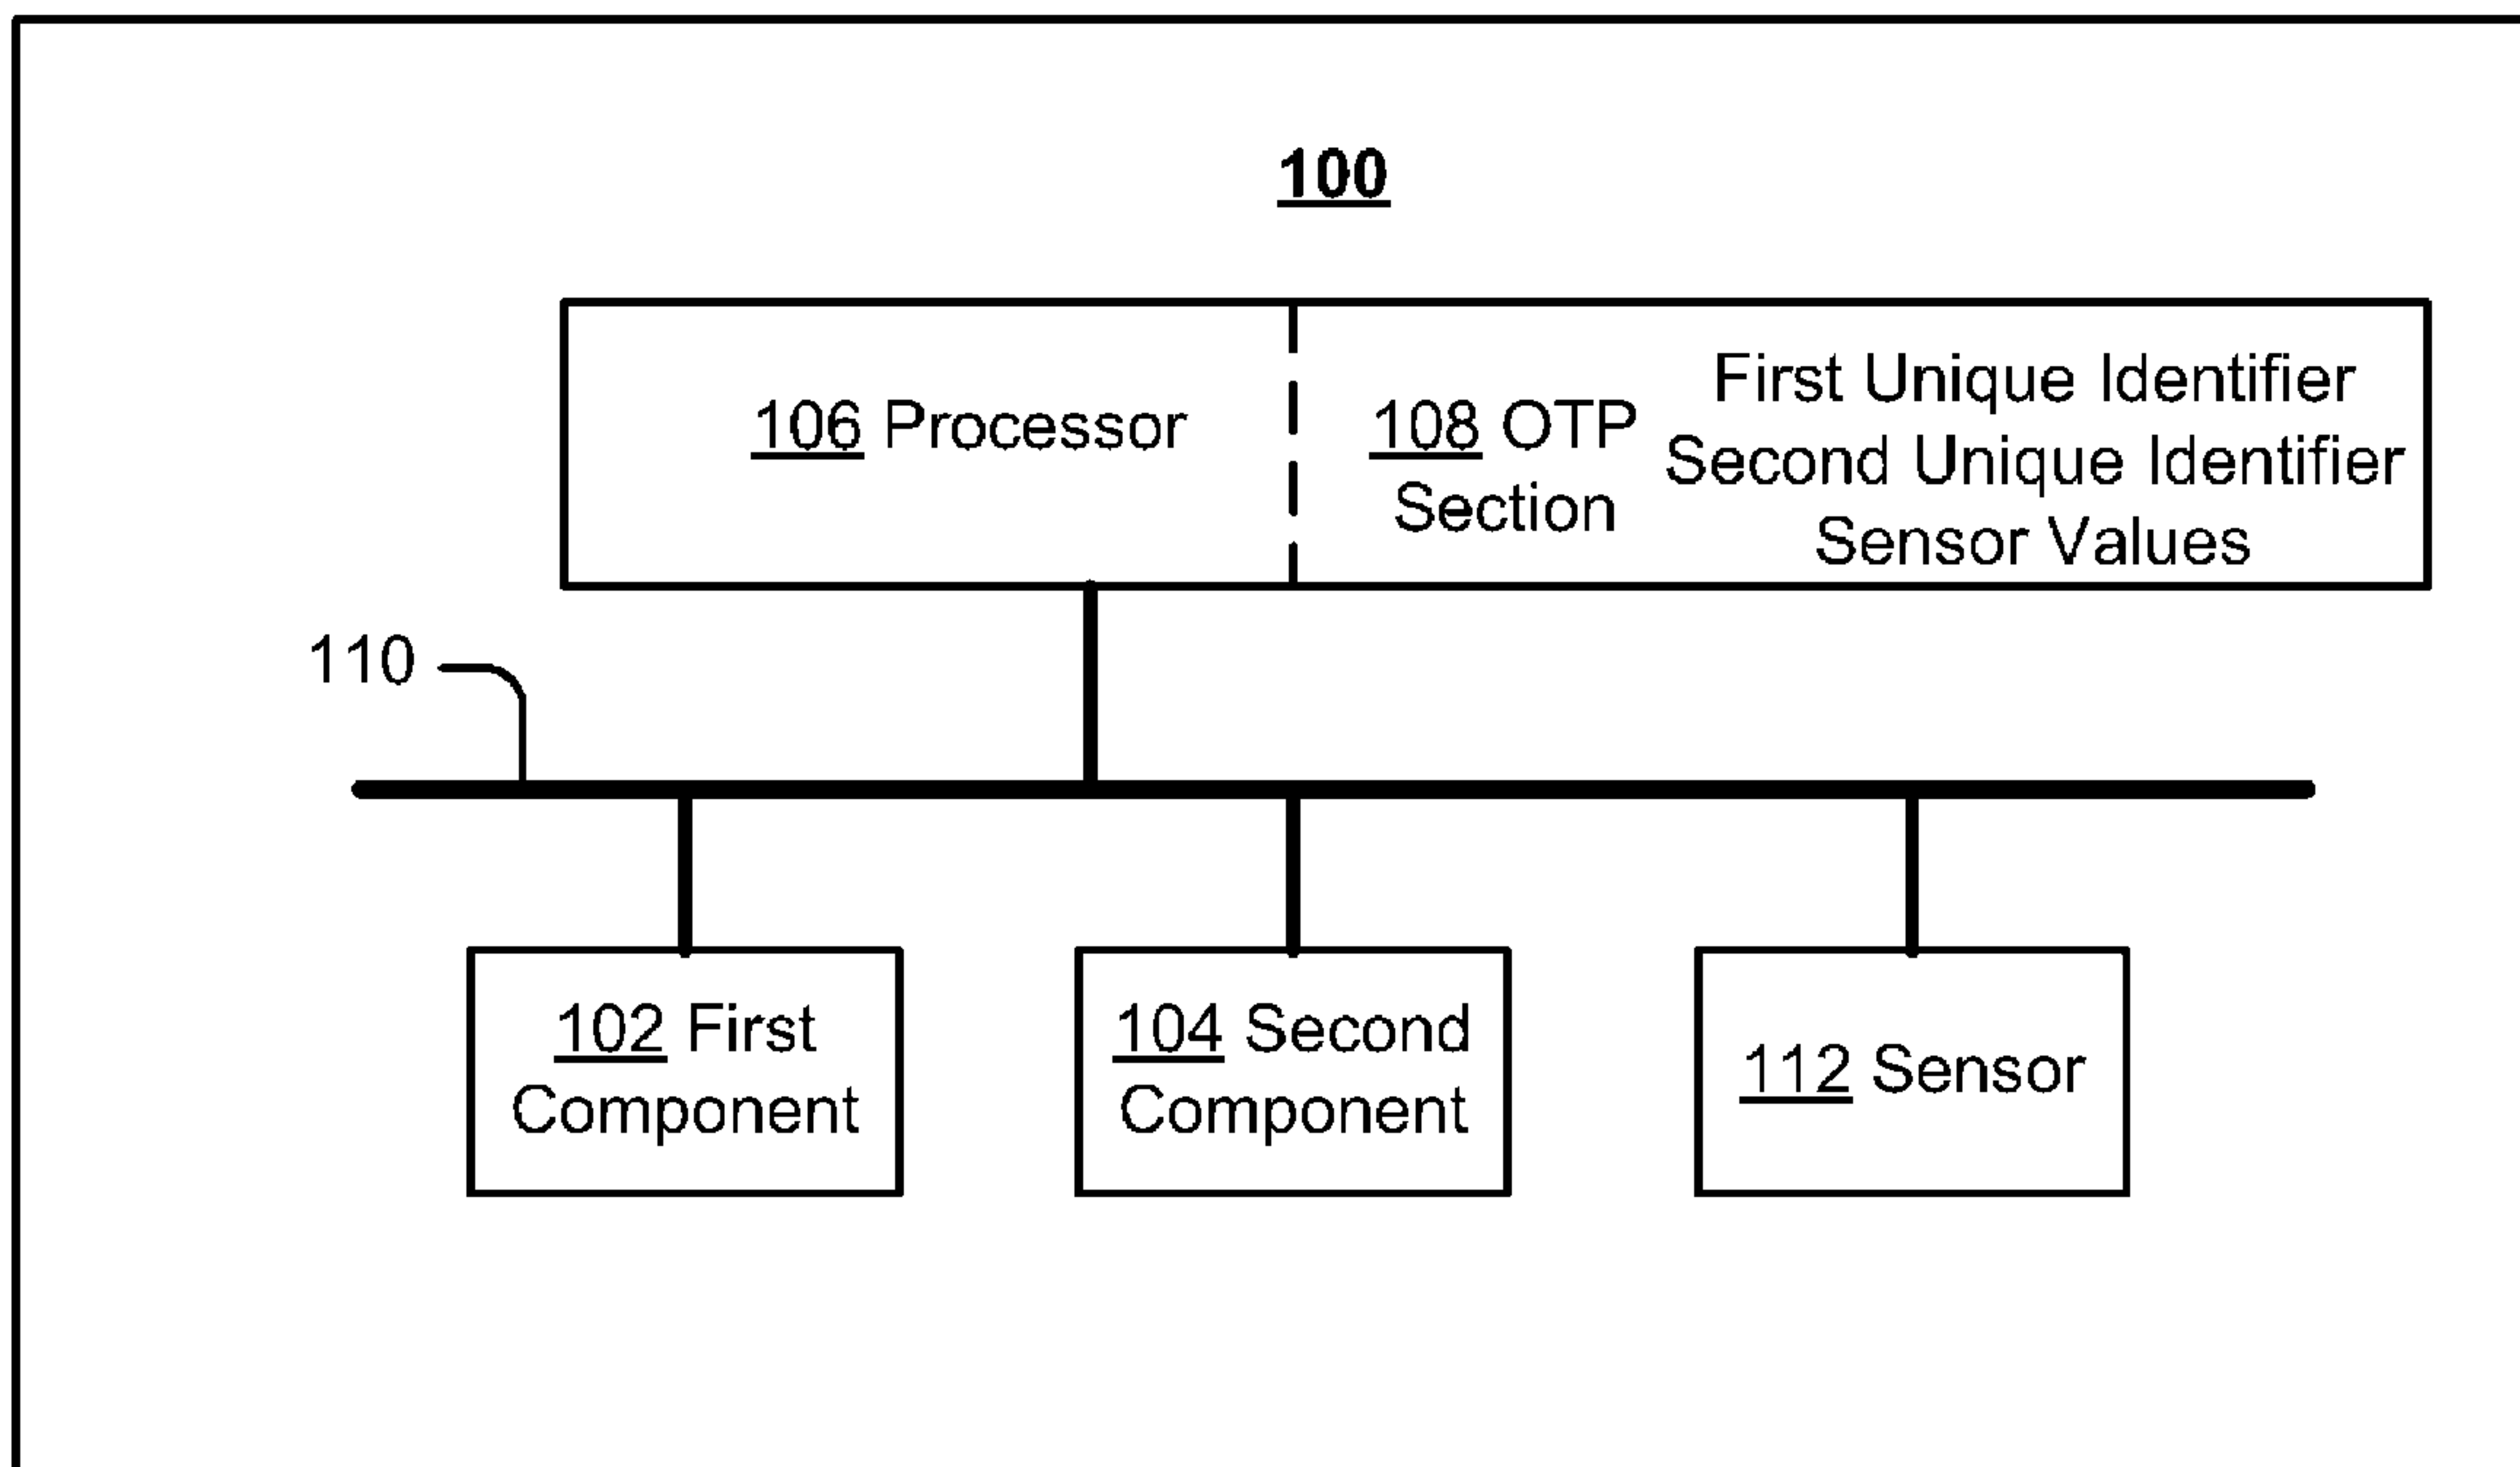 100
106 Processor
108 OTP
Section
First Unique Identifier
Second Unique Identifier
Sensor Values
110
102 First
Component
104 Second
Component
112 Sensor